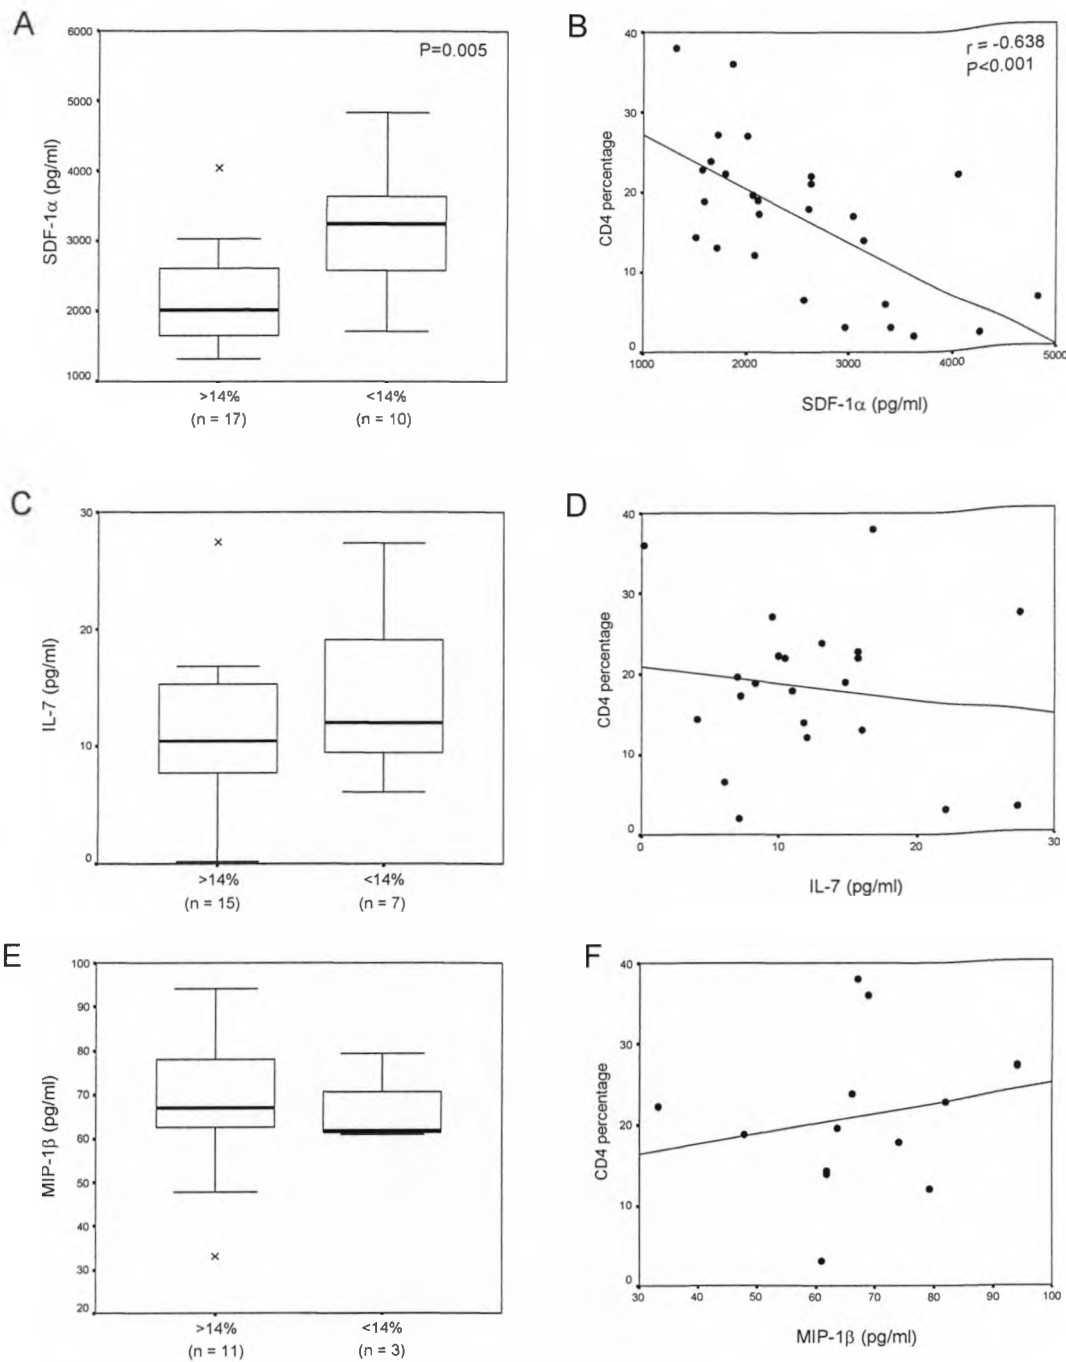 A
6000
5000
4000
3000
2000
1000
SDF-1α (pg/ml)
P=0.005
>14%
<14%
(n = 17)
(n = 10)
B
40
30
20
10
0
CD4 percentage
r = -0.638
P<0.001
1000
2000
3000
4000
5000
SDF-1α (pg/ml)
C
30
20
10
0
IL-7 (pg/ml)
>14%
<14%
(n = 15)
(n = 7)
D
40
30
20
10
0
CD4 percentage
0
10
20
30
IL-7 (pg/ml)
E
100
90
80
70
60
50
40
30
20
MIP-1β (pg/ml)
>14%
<14%
(n = 11)
(n = 3)
F
40
30
20
10
0
CD4 percentage
30
40
50
60
70
80
90
100
MIP-1β (pg/ml)